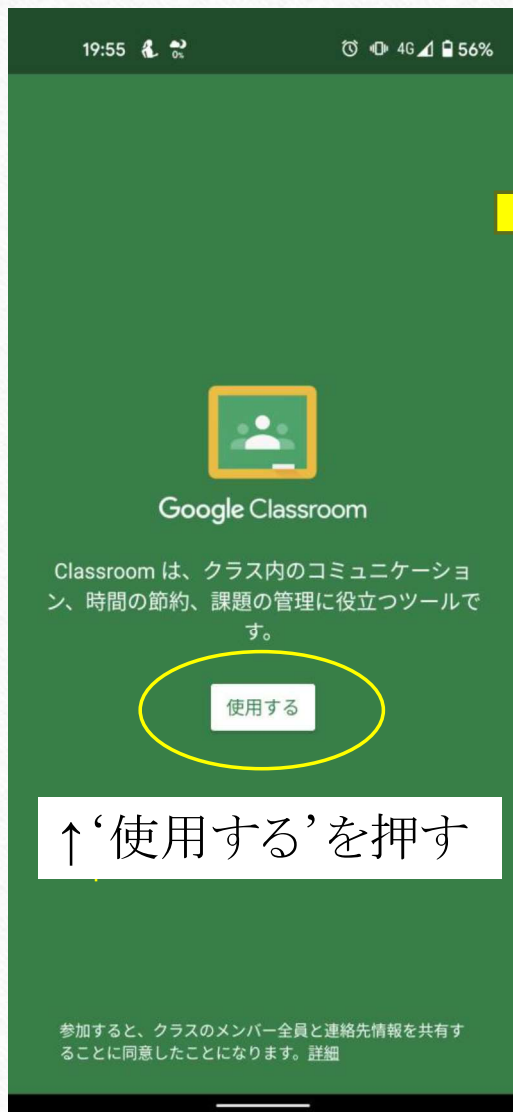 19:55 0% 4G 56%
Google Classroom
Classroom は、クラス内のコミュニケーショ
ン、時間の節約、課題の管理に役立つツールで
す。
使用する
↑‘使用する’を押す
参加すると、クラスのメンバー全員と連絡先情報を共有す
ることに同意したことになります。詳細